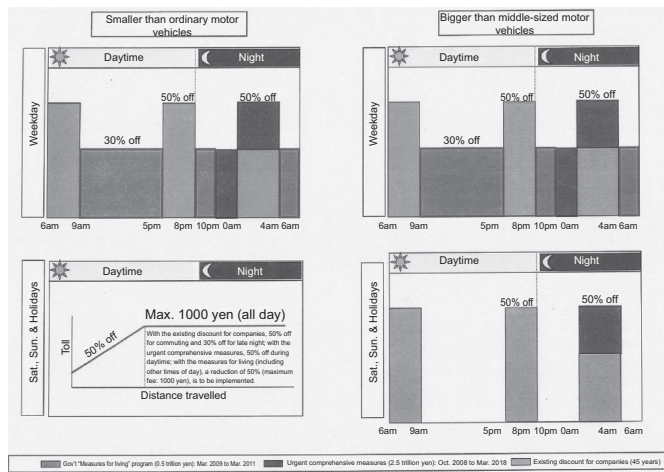 Smaller than ordinary motor
vehicles
Bigger than middle-sized motor
vehicles
Weekday
Daytime
Night
50% off
50% off
30% off
6am 9am 5pm 8pm 10pm 0am 4am 6am
Weekday
Daytime
Night
50% off
50% off
30% off
6am 9am 5pm 8pm 10pm 0am 4am 6am
Sat., Sun. & Holidays
Daytime
Night
Toll
50% off
Max. 1000 yen (all day)
With the existing discount for companies, 50% off
for commuting and 30% off for late night; with the
urgent comprehensive measures, 50% off during
daytime; with the measures for living (including
other times of day), a reduction of 50% (maximum
fee: 1000 yen), is to be implemented.
Distance travelled
Sat., Sun. & Holidays
Daytime
Night
50% off
50% off
6am 9am 5pm 8pm 10pm 0am 4am 6am
Gov't "Measures for living" program (0.5 trillion yen): Mar. 2009 to Mar. 2011
Urgent comprehensive measures (2.5 trillion yen): Oct. 2008 to Mar. 2018
Existing discount for companies (45 years)